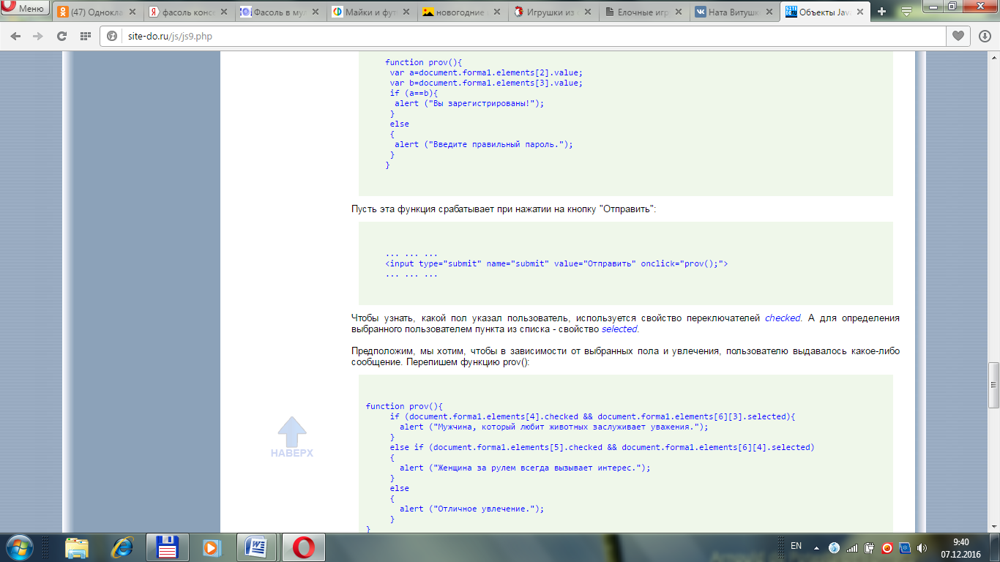 Меню
(47) Однокла
фасоль консе
Фасоль в мул
Майки и фут
новогодние
Игрушки из
Елочные игр
Ната Витушк
Объекты Java
site-do.ru/js/js9.php
function prov(){
var a=document.forma1.elements[2].value;
var b=document.forma1.elements[3].value;
if (a==b){
alert ("Вы зарегистрированы!");
}
else
{
alert ("Введите правильный пароль.");
}
}
Пусть эта функция срабатывает при нажатии на кнопку "Отправить":
... ... ...
<input type="submit" name="submit" value="Отправить" onclick="prov();">
... ... ...
Чтобы узнать, какой пол указал пользователь, используется свойство переключателей checked. А для определения
выбранного пользователем пункта из списка - свойство selected.
Предположим, мы хотим, чтобы в зависимости от выбранных пола и увлечения, пользователю выдавалось какое-либо
сообщение. Перепишем функцию prov():
function prov(){
if (document.forma1.elements[4].checked && document.forma1.elements[6][3].selected){
alert ("Мужчина, который любит животных заслуживает уважения.");
}
else if (document.forma1.elements[5].checked && document.forma1.elements[6][4].selected)
{
alert ("Женщина за рулем всегда вызывает интерес.");
}
else
{
alert ("Отличное увлечение.");
}
}
НАВЕРХ
EN
9:40
07.12.2016